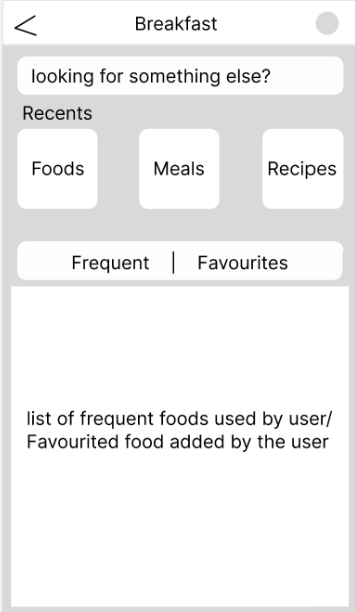 Breakfast
looking for something else?
Recents
Foods
Meals
Recipes
Frequent | Favourites
list of frequent foods used by user/
Favourited food added by the user